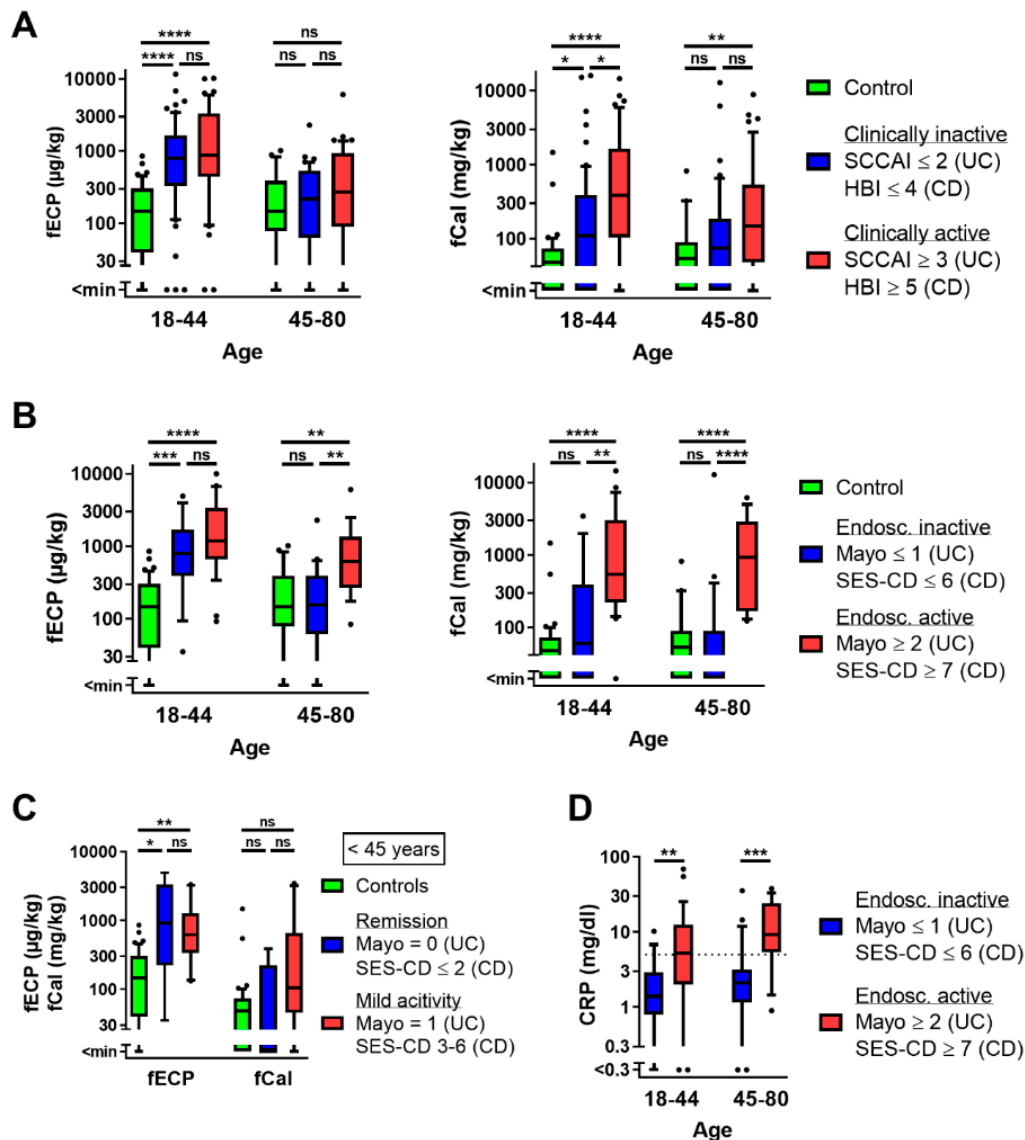 A
****
****
ns
ns
ns
ns
10000
3000
1000
300
100
30
<min
fECP (µg/kg)
18-44
45-80
Age
****
*
*
**
ns
ns
10000
3000
1000
300
100
<min
fCal (mg/kg)
18-44
45-80
Age
Control
Clinically inactive
SCCAI ≤ 2 (UC)
HBI ≤ 4 (CD)
Clinically active
SCCAI ≥ 3 (UC)
HBI ≥ 5 (CD)
B
****
***
ns
**
ns
**
10000
3000
1000
300
100
30
<min
fECP (µg/kg)
18-44
45-80
Age
****
ns
**
****
ns
****
10000
3000
1000
300
100
<min
fCal (mg/kg)
18-44
45-80
Age
Control
Endosc. inactive
Mayo ≤ 1 (UC)
SES-CD ≤ 6 (CD)
Endosc. active
Mayo ≥ 2 (UC)
SES-CD ≥ 7 (CD)
C
**
*
ns
ns
ns
ns
10000
3000
1000
300
100
30
<min
fECP (µg/kg)
fCal (mg/kg)
fECP
fCal
< 45 years
Controls
Remission
Mayo = 0 (UC)
SES-CD ≤ 2 (CD)
Mild acitivity
Mayo = 1 (UC)
SES-CD 3-6 (CD)
D
**
***
100
30
10
3
1
0.3
<0.3
CRP (mg/dl)
18-44
45-80
Age
Endosc. inactive
Mayo ≤ 1 (UC)
SES-CD ≤ 6 (CD)
Endosc. active
Mayo ≥ 2 (UC)
SES-CD ≥ 7 (CD)